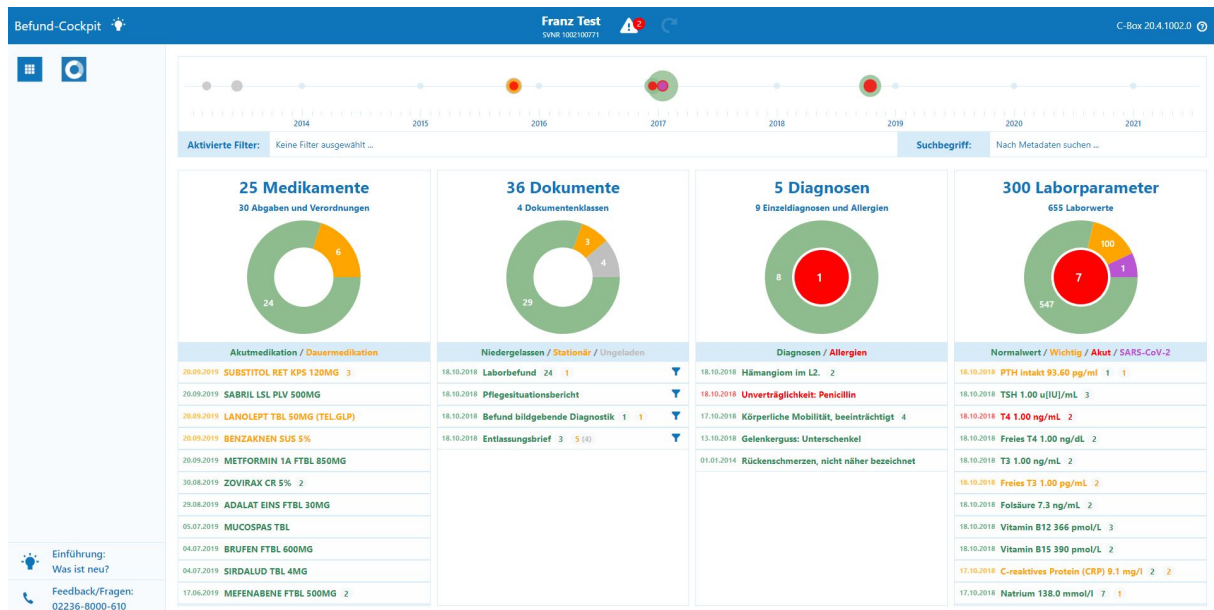 Befund-Cockpit
Franz Test
SVNR 1002100771
2
C-Box 20.4.1002.0
2014 2015 2016 2017 2018 2019 2020 2021
Aktivierte Filter: Keine Filter ausgewählt ...
Suchbegriff: Nach Metadaten suchen ...
25 Medikamente
30 Abgaben und Verordnungen
6
24
Akutmedikation / Dauermedikation
20.09.2019 SUBSTITOL RET KPS 120MG 3
20.09.2019 SABRIL LSL PLV 500MG
20.09.2019 LANOLEPT TBL 50MG (TEL.GLP)
20.09.2019 BENZAKNEN SUS 5%
20.09.2019 METFORMIN 1A FTBL 850MG
30.08.2019 ZOVIRAX CR 5% 2
29.08.2019 ADALAT EINS FTBL 30MG
05.07.2019 MUCOSPAS TBL
04.07.2019 BRUFEN FTBL 600MG
04.07.2019 SIRDALUD TBL 4MG
17.06.2019 MEFENABENE FTBL 500MG 2
36 Dokumente
4 Dokumentenklassen
3
4
29
Niedergelassen / Stationär / Ungeladen
18.10.2018 Laborbefund 24 1
18.10.2018 Pflegesituationsbericht
18.10.2018 Befund bildgebende Diagnostik 1 1
18.10.2018 Entlassungsbrief 3 5 (4)
5 Diagnosen
9 Einzeldiagnosen und Allergien
8
1
Diagnosen / Allergien
18.10.2018 Hämangiom im L2. 2
18.10.2018 Unverträglichkeit: Penicillin
17.10.2018 Körperliche Mobilität, beeinträchtigt 4
13.10.2018 Gelenkerguss: Unterschenkel
01.01.2014 Rückenschmerzen, nicht näher bezeichnet
300 Laborparameter
655 Laborwerte
100
1
7
547
Normalwert / Wichtig / Akut / SARS-CoV-2
18.10.2018 PTH intakt 93.60 pg/ml 1 1
18.10.2018 TSH 1.00 u[IU]/mL 3
18.10.2018 T4 1.00 ng/mL 2
18.10.2018 Freies T4 1.00 ng/dL 2
18.10.2018 T3 1.00 ng/mL 2
18.10.2018 Freies T3 1.00 pg/mL 2
18.10.2018 Folsäure 7.3 ng/mL 2
18.10.2018 Vitamin B12 366 pmol/L 3
18.10.2018 Vitamin B15 390 pmol/L 2
17.10.2018 C-reaktives Protein (CRP) 9.1 mg/l 2 2
17.10.2018 Natrium 138.0 mmol/l 7 1
Einführung:
Was ist neu?
Feedback/Fragen:
02236-8000-610